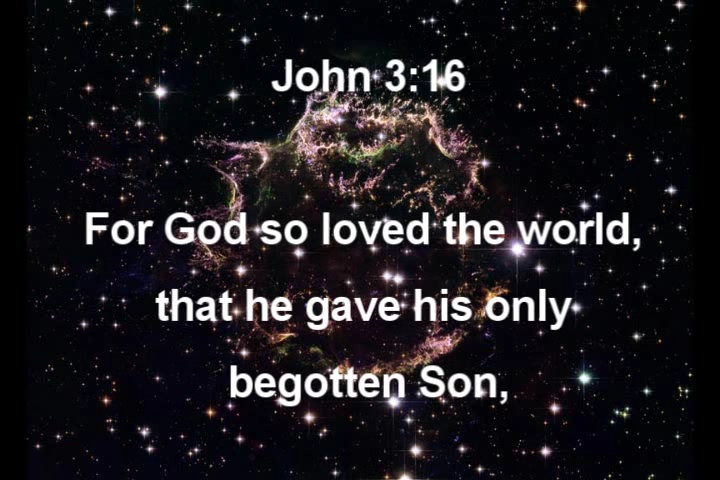 John 3:16
For God so loved the world,
that he gave his only
begotten Son,